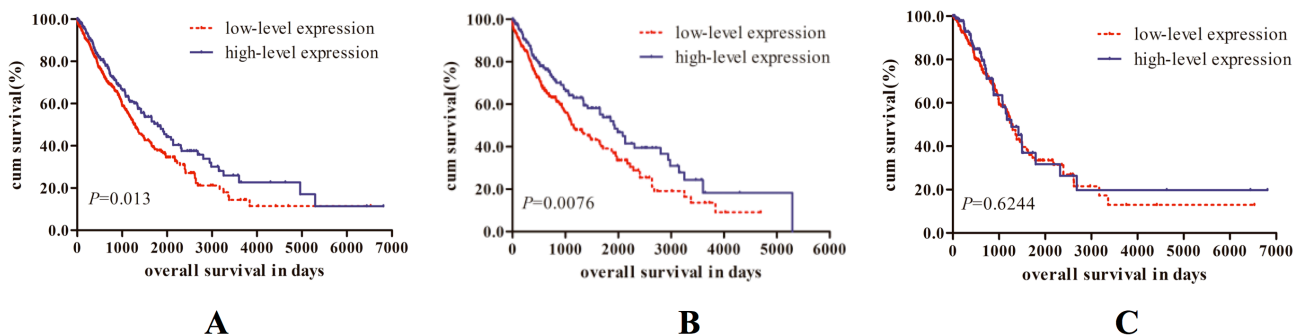 low-level expression
high-level expression
cum survival(%)
100.0
80.0
60.0
40.0
20.0
0.0
P=0.013
0 1000 2000 3000 4000 5000 6000 7000
overall survival in days
A
low-level expression
high-level expression
cum survival(%)
100.0
80.0
60.0
40.0
20.0
0.0
P=0.0076
0 1000 2000 3000 4000 5000 6000
overall survival in days
B
low-level expression
high-level expression
cum survival(%)
100.0
80.0
60.0
40.0
20.0
0.0
P=0.6244
0 1000 2000 3000 4000 5000 6000 7000
overall survival in days
C